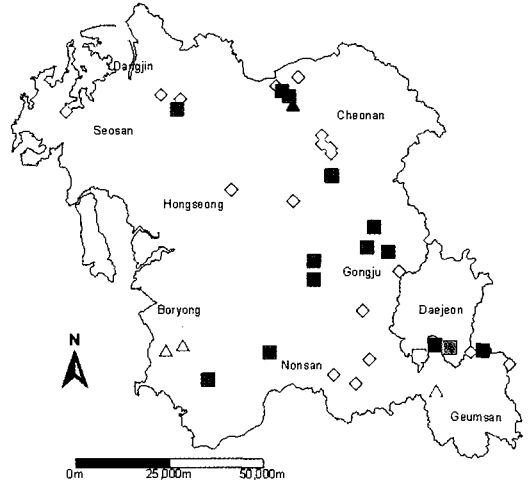 Dangjin
Cheonan
Seosan
Hongseong
Gongju
Boryong
Daejeon
N
Nonsan
Geumsan
0m 25,000m 50,000m